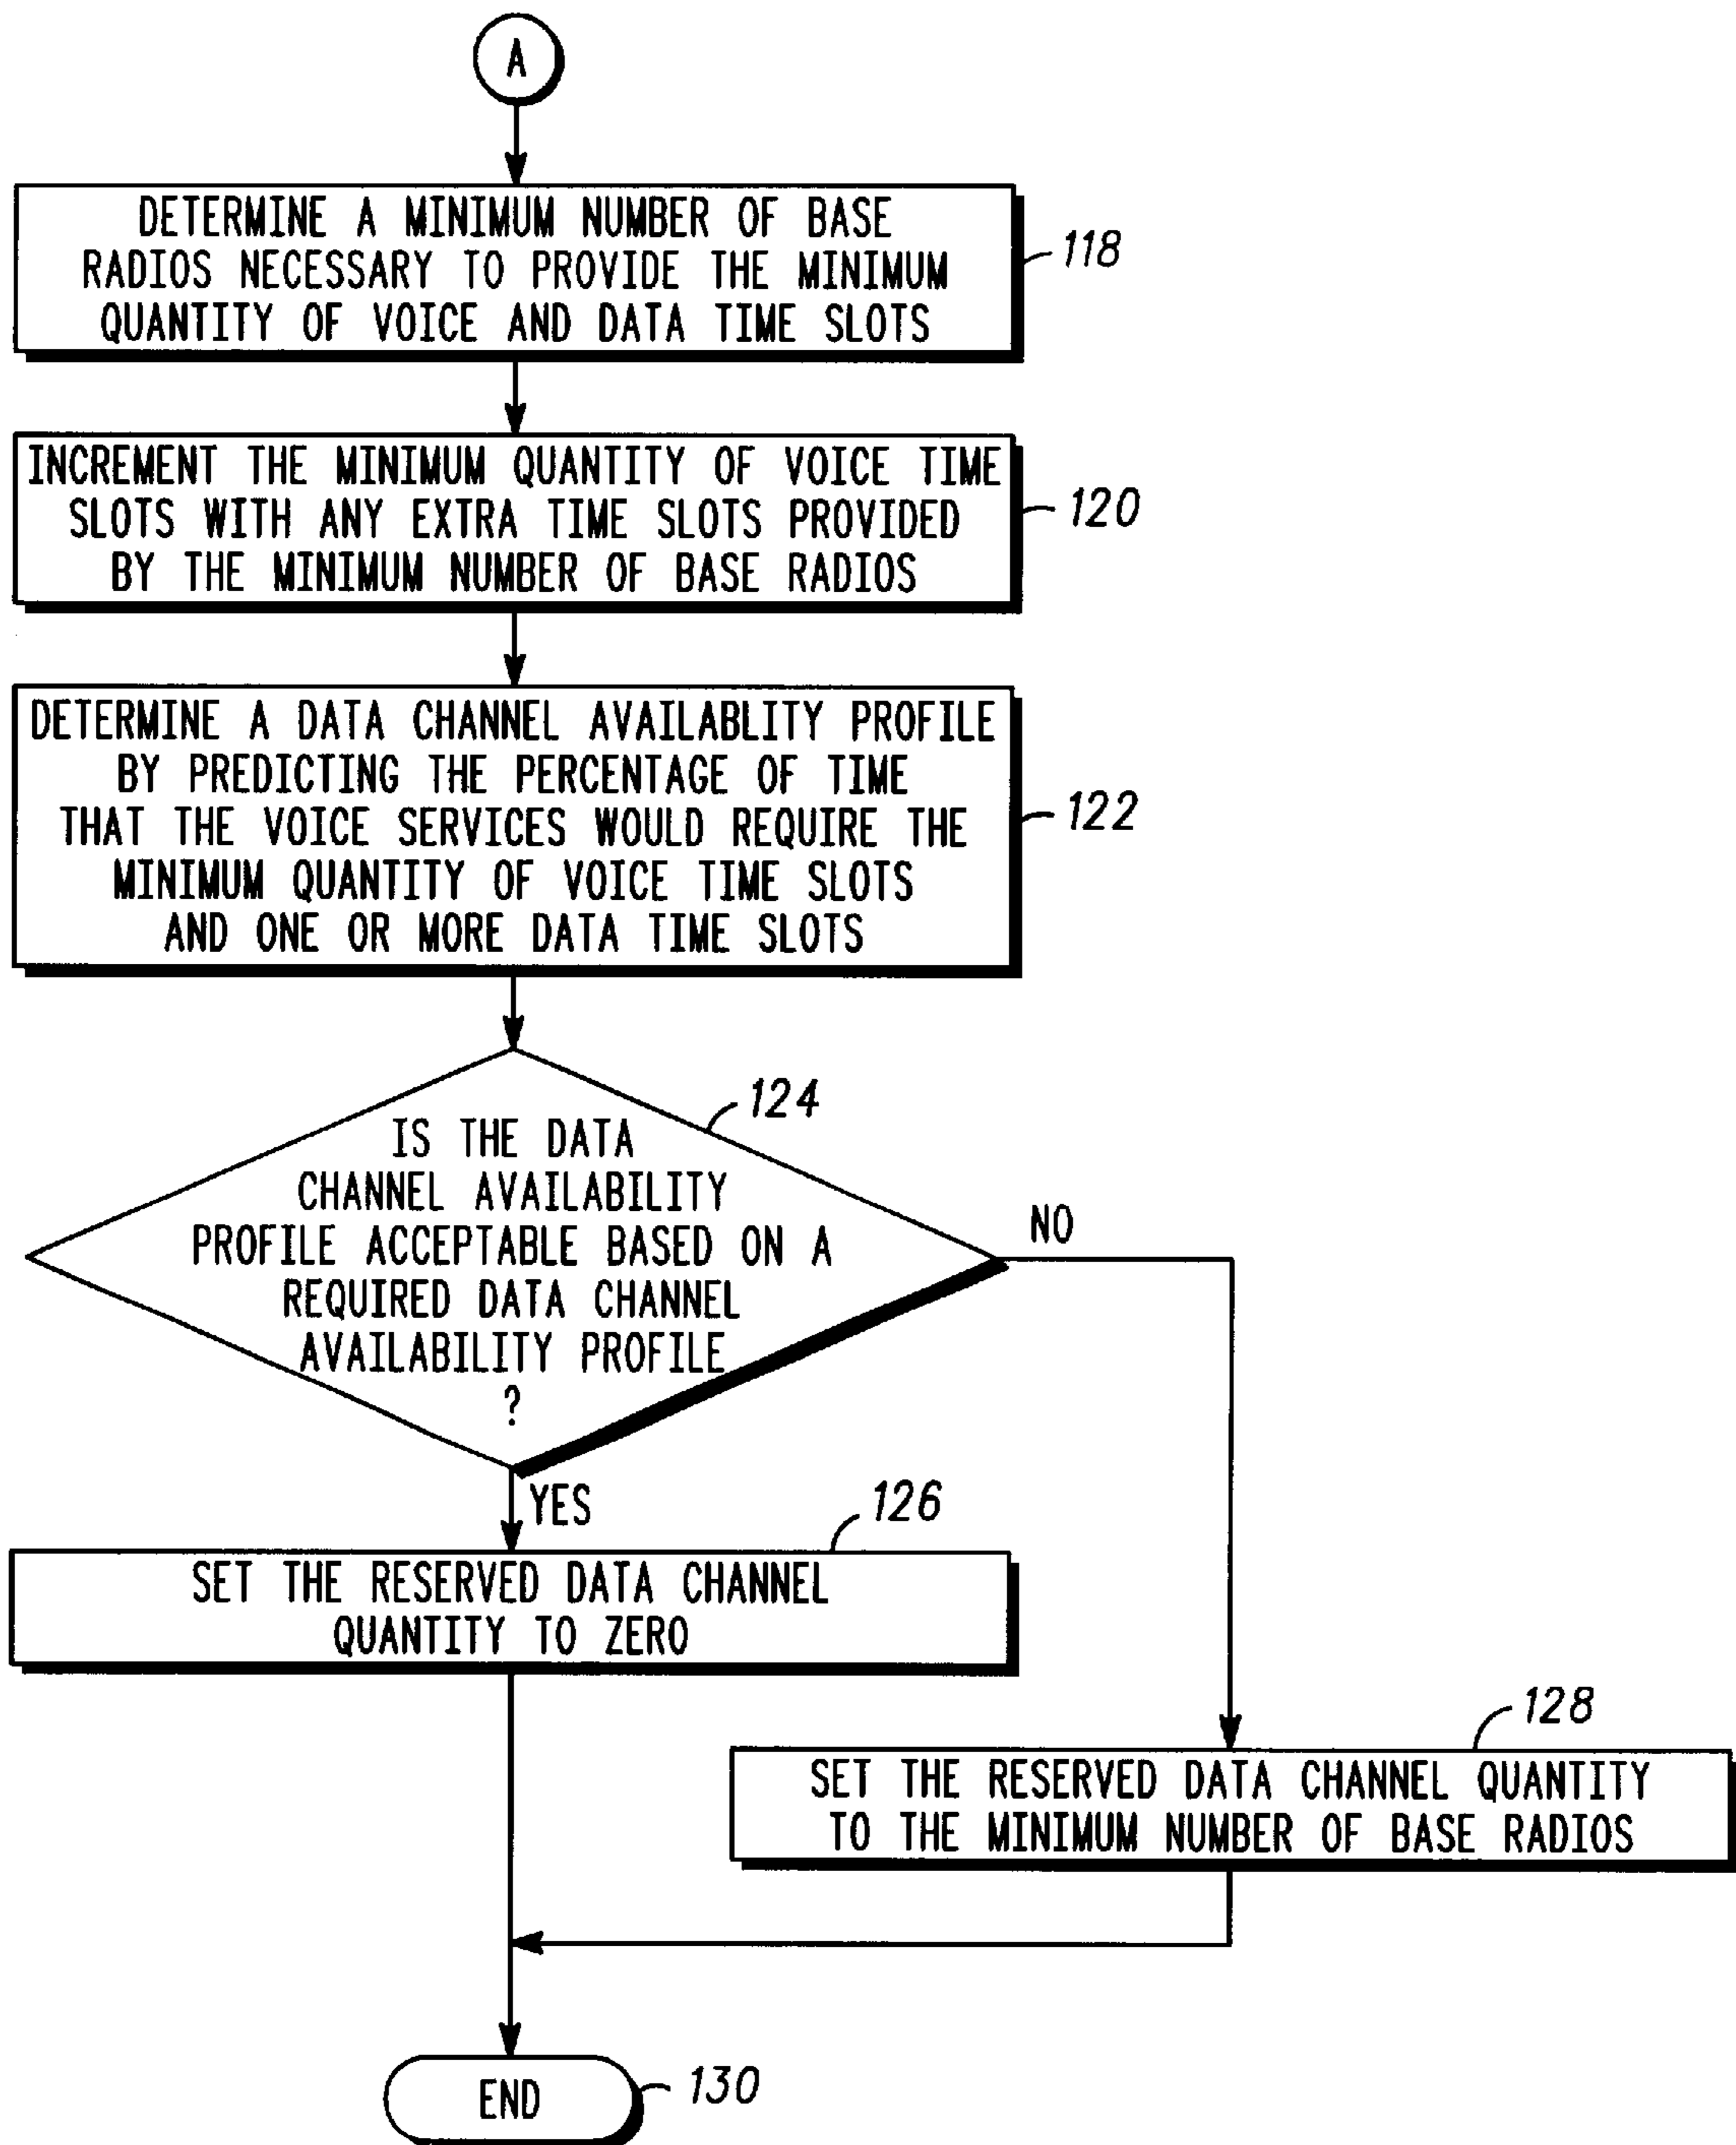 A
DETERMINE A MINIMUM NUMBER OF BASE
RADIOS NECESSARY TO PROVIDE THE MINIMUM
QUANTITY OF VOICE AND DATA TIME SLOTS
118
INCREMENT THE MINIMUM QUANTITY OF VOICE TIME
SLOTS WITH ANY EXTRA TIME SLOTS PROVIDED
BY THE MINIMUM NUMBER OF BASE RADIOS
120
DETERMINE A DATA CHANNEL AVAILABLITY PROFILE
BY PREDICTING THE PERCENTAGE OF TIME
THAT THE VOICE SERVICES WOULD REQUIRE THE
MINIMUM QUANTITY OF VOICE TIME SLOTS
AND ONE OR MORE DATA TIME SLOTS
122
124
IS THE DATA
CHANNEL AVAILABILITY
PROFILE ACCEPTABLE BASED ON A
REQUIRED DATA CHANNEL
AVAILABILITY PROFILE
?
NO
YES
126
SET THE RESERVED DATA CHANNEL
QUANTITY TO ZERO
128
SET THE RESERVED DATA CHANNEL QUANTITY
TO THE MINIMUM NUMBER OF BASE RADIOS
END
130